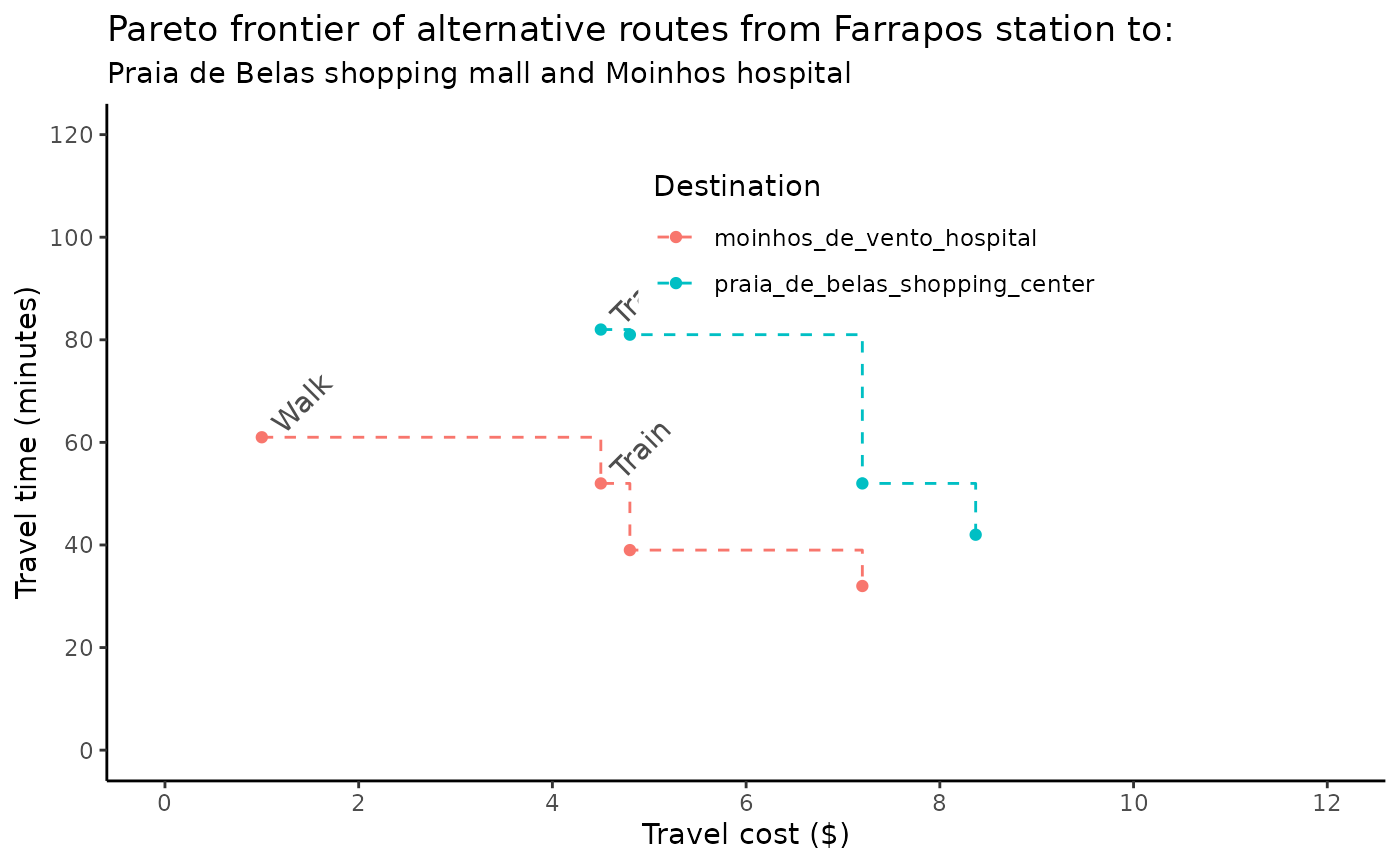 Pareto frontier of alternative routes from Farrapos station to:
Praia de Belas shopping mall and Moinhos hospital
120
100
80
60
40
20
0
Travel time (minutes)
Destination
moinhos_de_vento_hospital
praia_de_belas_shopping_center
Walk
Train
0 2 4 6 8 10 12
Travel cost ($)